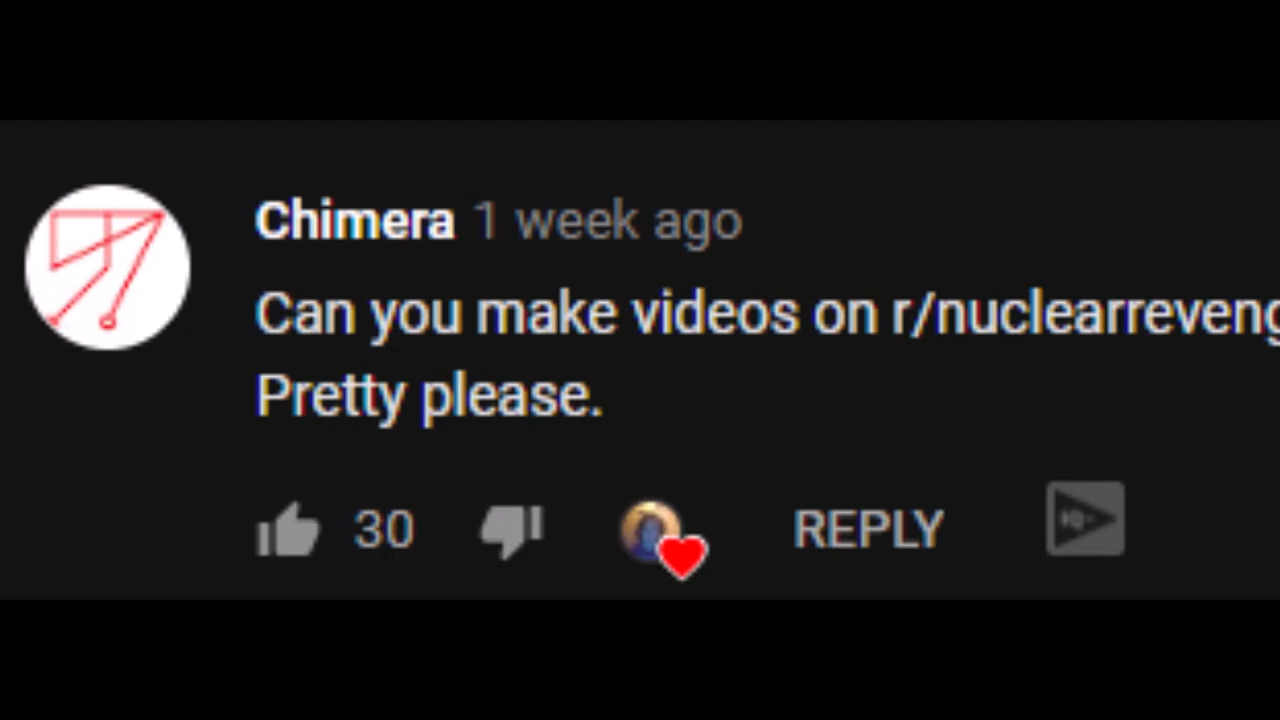 Chimera 1 week ago
Can you make videos on r/nuclearreveng
Pretty please.
30 REPLY